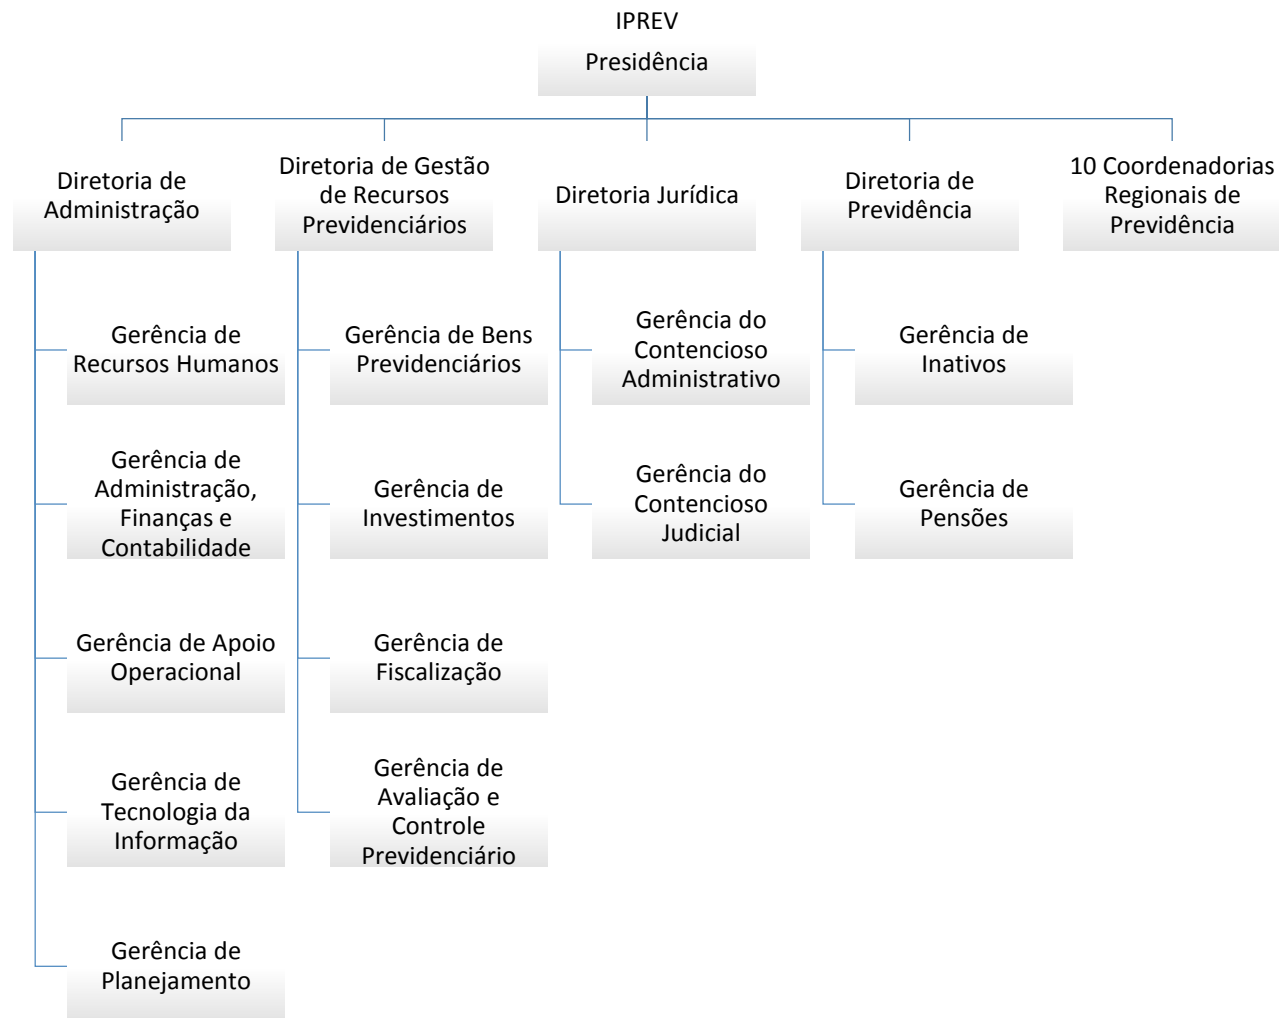 IPREV
Presidência
Diretoria de
Administração
Diretoria de Gestão
de Recursos
Previdenciários
Diretoria Jurídica
Diretoria de
Previdência
10 Coordenadorias
Regionais de
Previdência
Gerência de
Recursos Humanos
Gerência de
Administração,
Finanças e
Contabilidade
Gerência de Apoio
Operacional
Gerência de
Tecnologia da
Informação
Gerência de
Planejamento
Gerência de Bens
Previdenciários
Gerência de
Investimentos
Gerência de
Fiscalização
Gerência de
Avaliação e
Controle
Previdenciário
Gerência do
Contencioso
Administrativo
Gerência do
Contencioso
Judicial
Gerência de
Inativos
Gerência de
Pensões